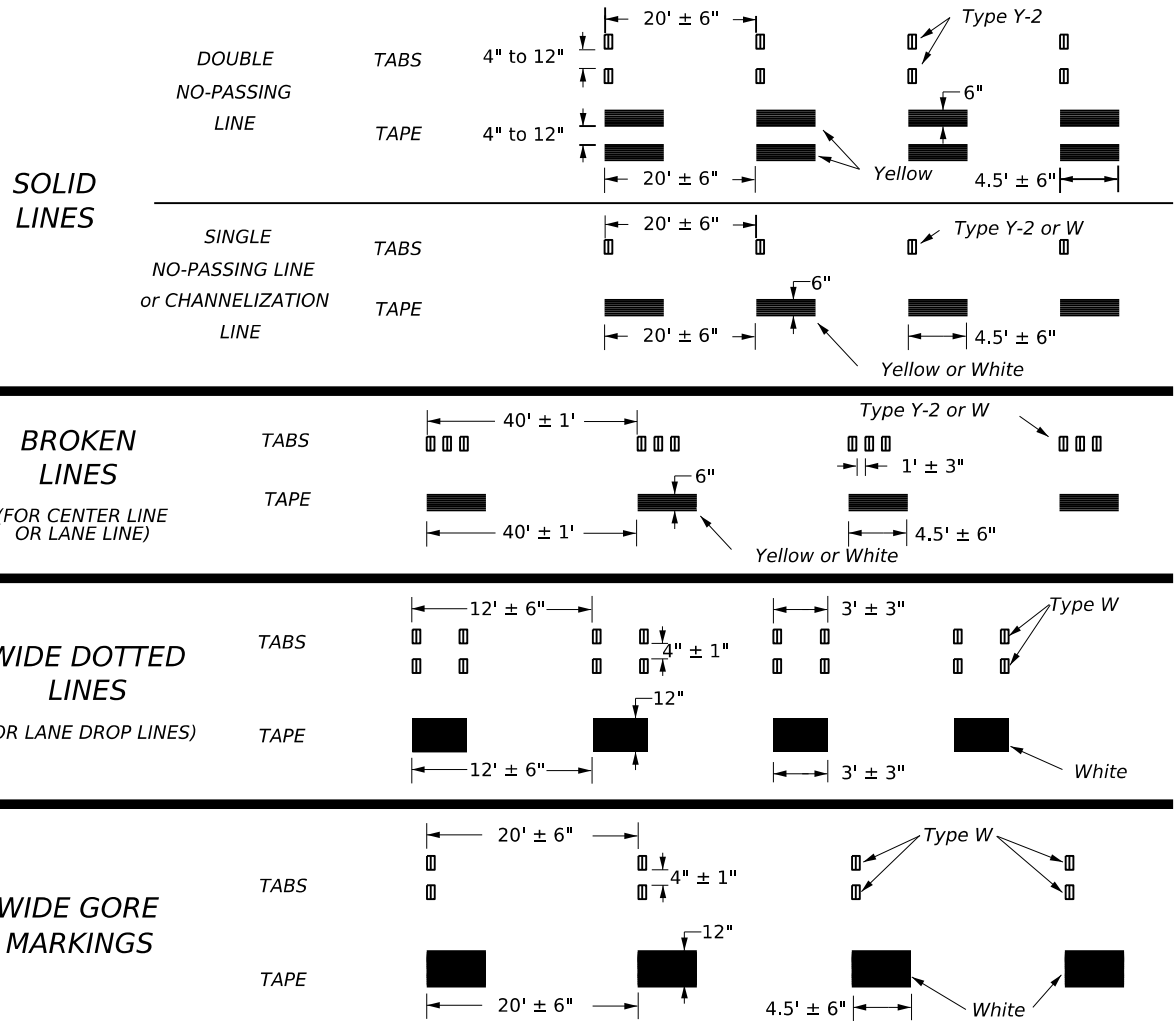 SOLID
LINES
DOUBLE
NO-PASSING
LINE
TABS
4" to 12"
20' ± 6"
Type Y-2
TAPE
4" to 12"
6"
20' ± 6"
Yellow
4.5' ± 6"
SINGLE
NO-PASSING LINE
or CHANNELIZATION
LINE
TABS
20' ± 6"
Type Y-2 or W
TAPE
6"
20' ± 6"
4.5' ± 6"
Yellow or White
BROKEN
LINES
(FOR CENTER LINE
OR LANE LINE)
TABS
40' ± 1'
Type Y-2 or W
1' ± 3"
TAPE
6"
40' ± 1'
4.5' ± 6"
Yellow or White
WIDE DOTTED
LINES
OR LANE DROP LINES)
TABS
12' ± 6"
3' ± 3"
Type W
4" ± 1"
TAPE
12"
12' ± 6"
3' ± 3"
White
WIDE GORE
MARKINGS
TABS
20' ± 6"
Type W
4" ± 1"
TAPE
12"
20' ± 6"
4.5' ± 6"
White